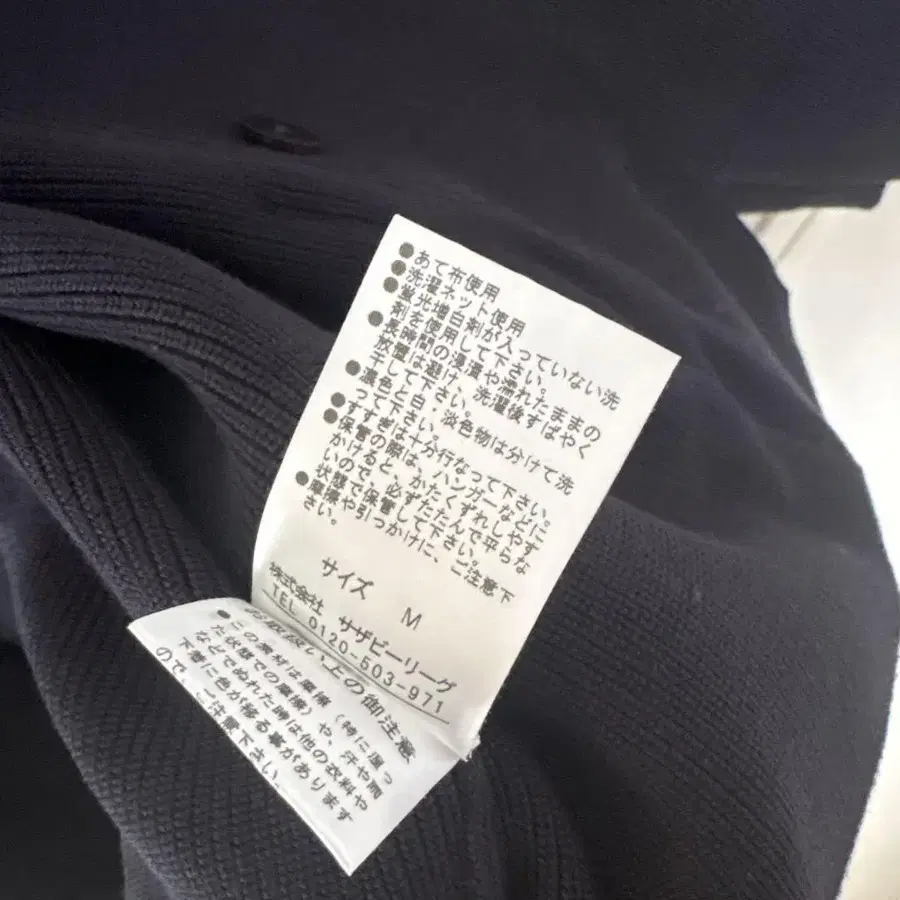 ●あて布使用
●洗濯ネット使用
●蛍光増白剤が入っていない洗
剤を使用して下さい。
●長時間の浸漬や濡れたままの
放置は避け、洗濯後すばやく
干して下さい。
●濃色と白・淡色物は分けて洗
って下さい。
●すすぎは十分行なって下さい。
●保管の際は、ハンガーなどに
かけると、かたくずれしやす
いので、必ずたたんで平らな
状態で保管して下さい。
●摩擦や引っかけに、ご注意下
さい。
サイズ M
株式会社 サザビーリーグ
TEL 0120-503-971
お取扱い上の御注意
●この素材は摩擦(特に湿っ
た状態での摩擦)や、汗や雨
などでぬれた時は他の衣料や
下着に色が移る事があります
ので、ご注意下さい。